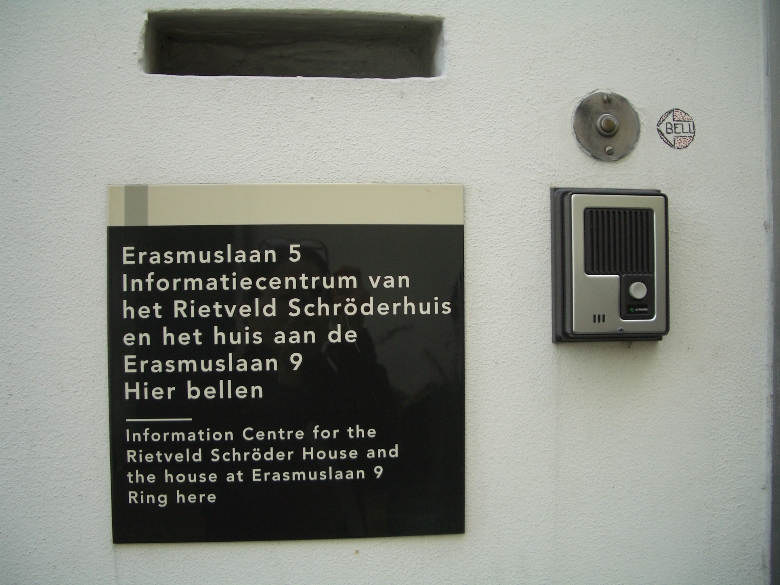 BELL
Erasmuslaan 5
Informatiecentrum van
het Rietveld Schröderhuis
en het huis aan de
Erasmuslaan 9
Hier bellen
Information Centre for the
Rietveld Schröder House and
the house at Erasmuslaan 9
Ring here